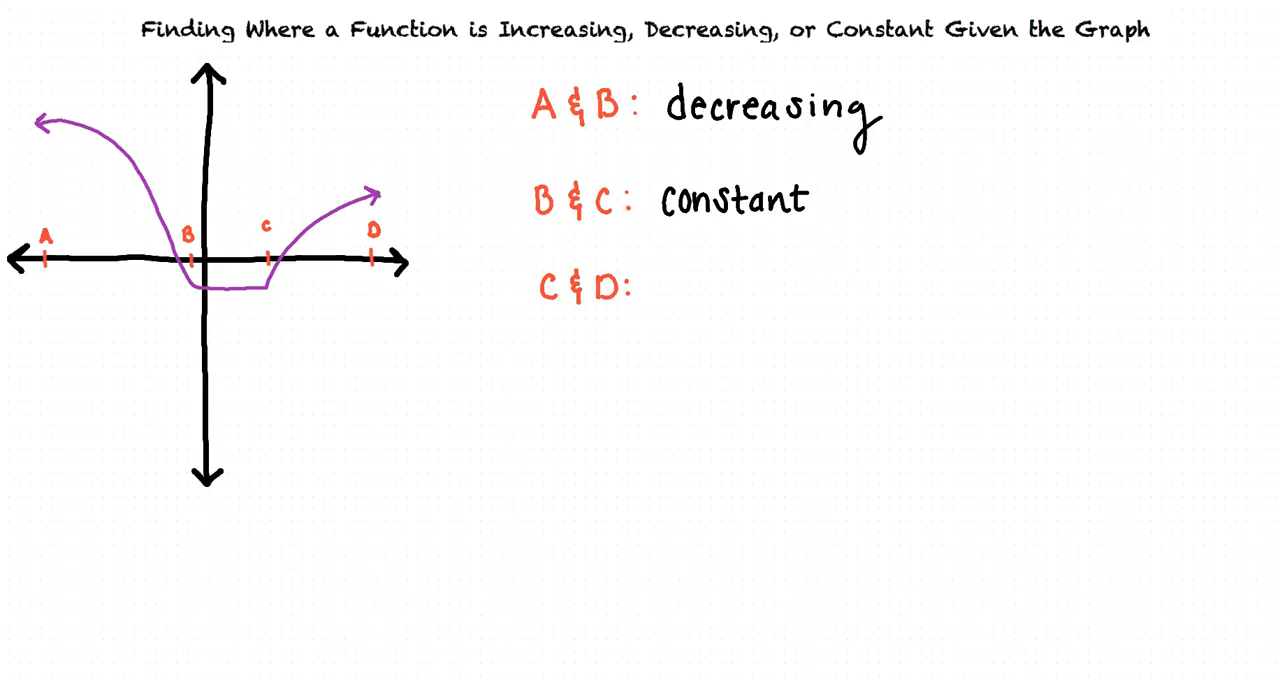 Finding Where a Function is Increasing, Decreasing, or Constant Given the Graph
A & B: decreasing
B & C: constant
C & D:
A
B
C
D